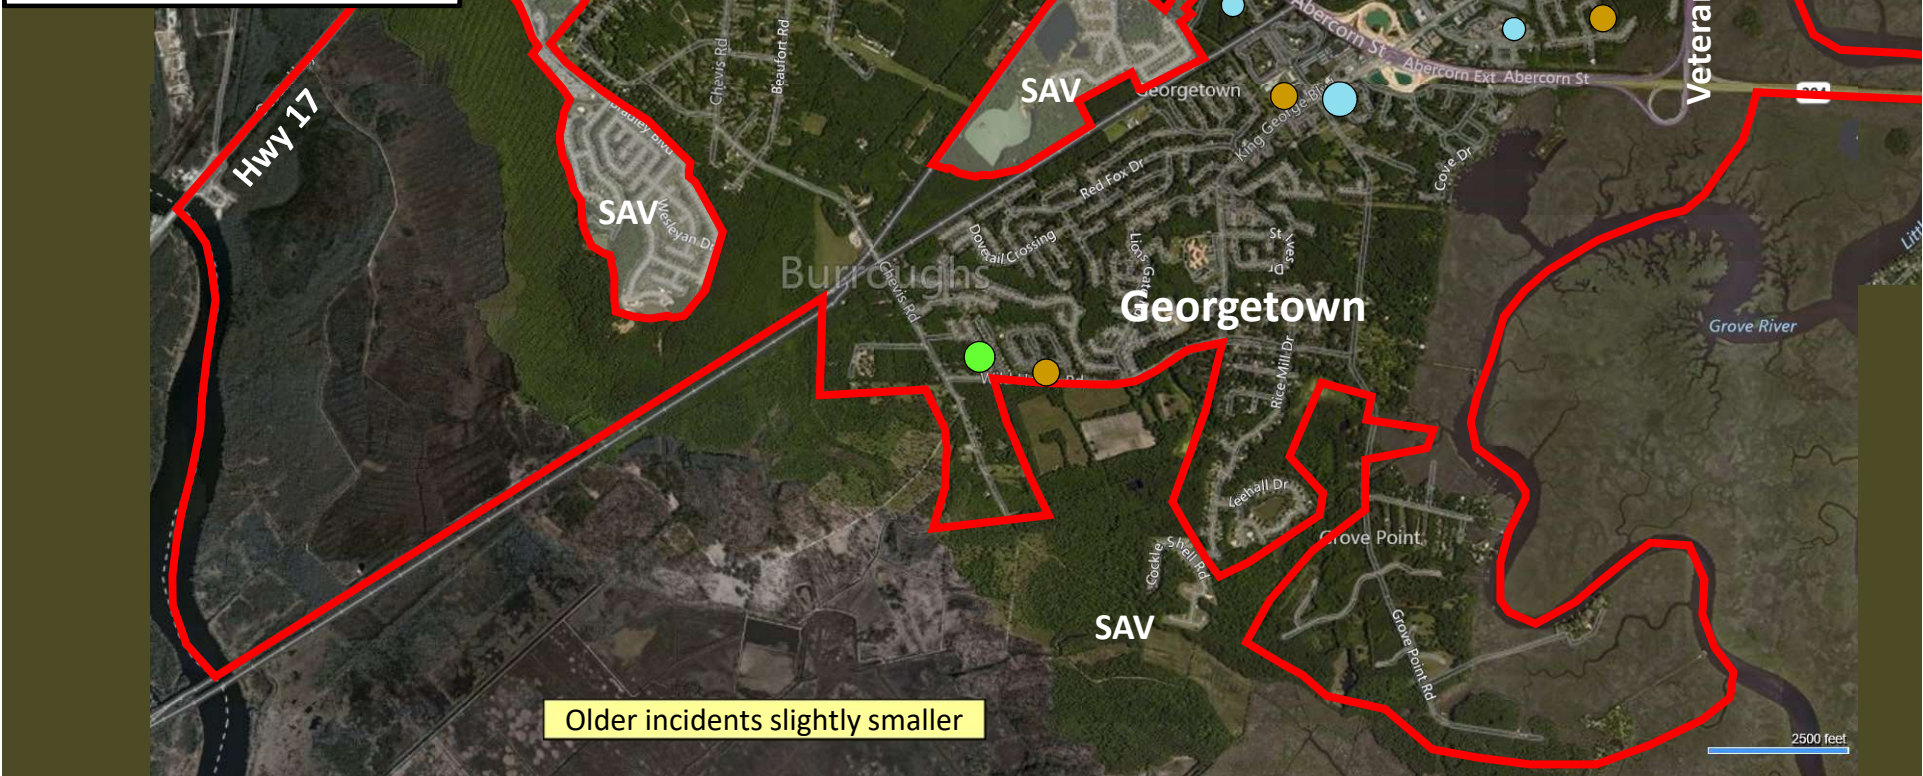 Abercorn St
Veteran
Chevis Rd
Beaufort Rd
Abercorn Ext
Abercorn St
SAV
Georgetown
Hwy 17
Bradley Blvd
King George Blvd
Red Fox Dr
Cove Dr
SAV
Wesleyan Dr
Dovetail Crossing
Lions Gate
St Ives Dr
Burroughs
Chevis Rd
Georgetown
Grove River
Rice Mill Dr
Rd
Leehall Dr
Grove Point
Cockle Shell Rd
SAV
Grove Point Rd
Older incidents slightly smaller
2500 feet